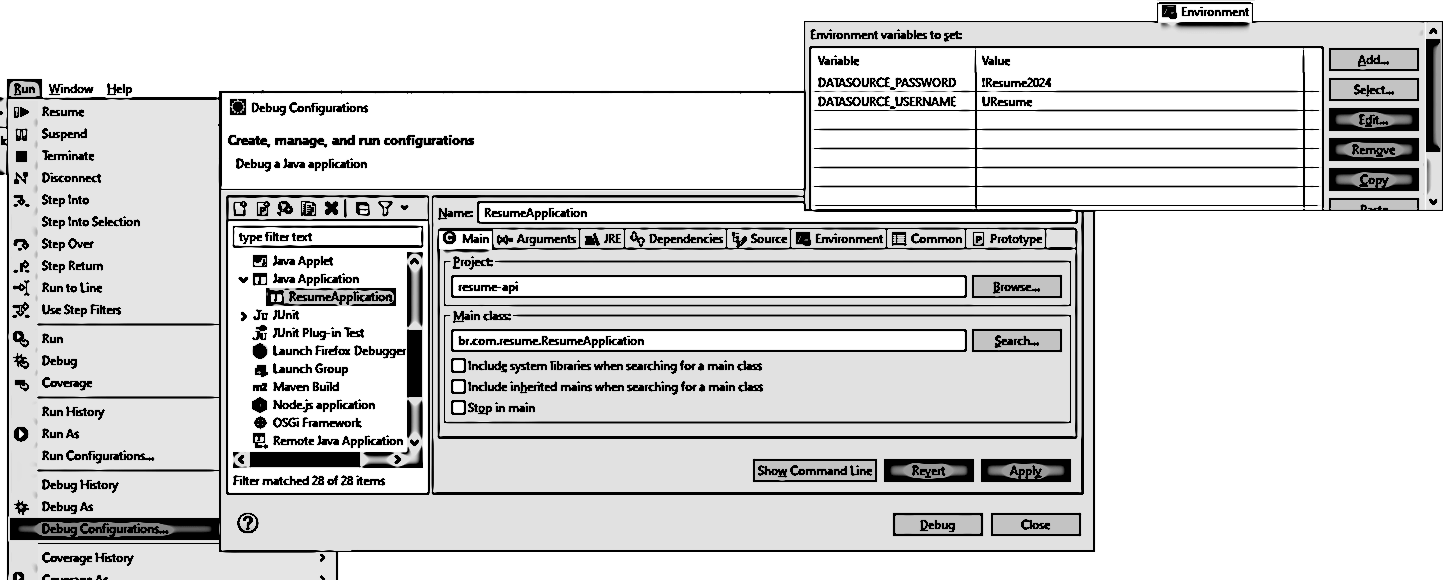 Environment
Environment variables to set:
Variable Value
DATASOURCE_PASSWORD !Resume2024
DATASOURCE_USERNAME UResume
Add...
Select...
Edit...
Remove
Copy
Paste
Run Window Help
Resume
Suspend
Terminate
Disconnect
Step Into
Step Into Selection
Step Over
Step Return
Run to Line
Use Step Filters
Run
Debug
Coverage
Run History
Run As
Run Configurations...
Debug History
Debug As
Debug Configurations...
Coverage History
Coverage As
Debug Configurations
Create, manage, and run configurations
Debug a Java application
type filter text
Java Applet
Java Application
ResumeApplication
Ju JUnit
JUnit Plug-in Test
Launch Firefox Debugger
Launch Group
m2 Maven Build
Node.js application
OSGi Framework
Remote Java Application
Filter matched 28 of 28 items
Name: ResumeApplication
Main Arguments JRE Dependencies Source Environment Common Prototype
Project:
resume-api Browse...
Main class:
br.com.resume.ResumeApplication Search...
Include system libraries when searching for a main class
Include inherited mains when searching for a main class
Stop in main
Show Command Line Revert Apply
Debug Close